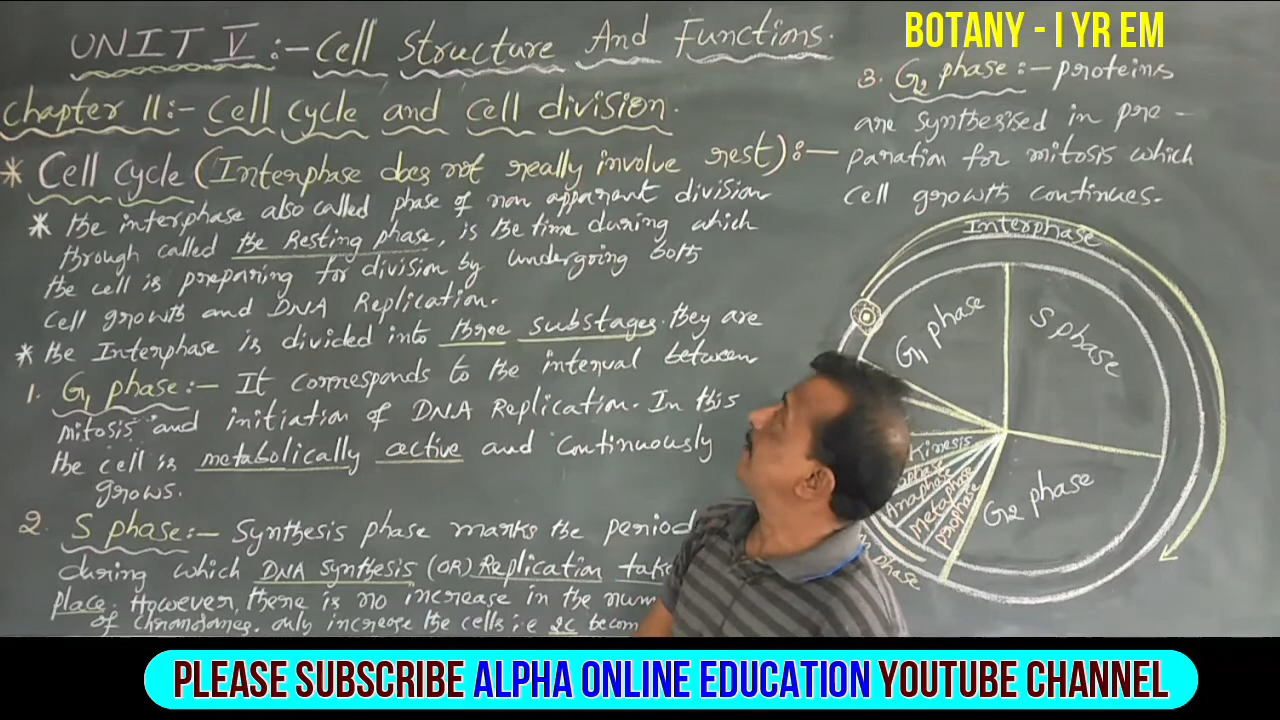 BOTANY - I YR EM
UNIT V :- Cell Structure And Functions.
Chapter II:- Cell cycle and cell division.
* Cell cycle (Interphase does not really involve rest) :-
* The interphase also called phase of non apparant division
through called the Resting phase, is the time during which
the cell is preparing for division by undergoing both
cell growth and DNA Replication.
* The Interphase is divided into three substages. they are
1. G1 phase :- It corresponds to the interval between
mitosis and initiation of DNA Replication. In this
the cell is metabolically active and continuously
grows.
2. S phase :- Synthesis phase marks the period
during which DNA synthesis (OR) Replication take
place. However, there is no increase in the num
of only increase the cells i.e 2c becom
3. G2 phase :- proteins
are synthesised in pre -
paration for mitosis which
cell growth continues.
Interphase
G1 phase
S phase
G2 phase
Kinesis
aphase
Anaphase
Metaphase
Prophase
phase
PLEASE SUBSCRIBE ALPHA ONLINE EDUCATION YOUTUBE CHANNEL